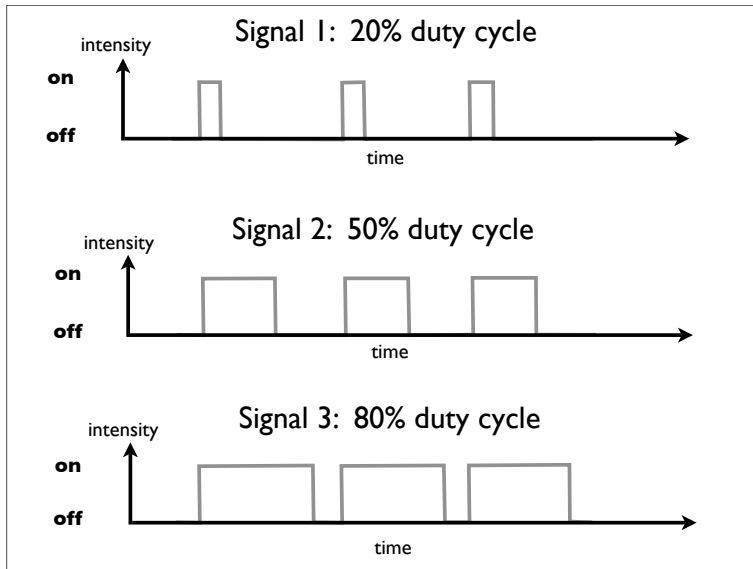 Signal 1: 20% duty cycle
intensity
on
off
time
Signal 2: 50% duty cycle
intensity
on
off
time
Signal 3: 80% duty cycle
intensity
on
off
time